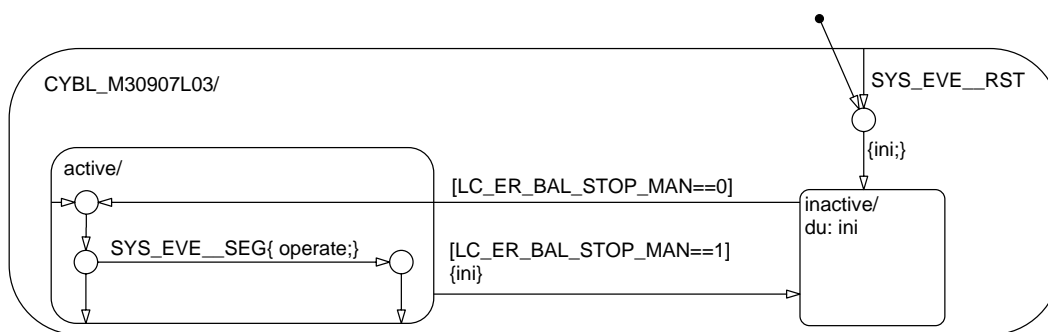 CYBL_M30907L03/
SYS_EVE__RST
{ini;}
active/
[LC_ER_BAL_STOP_MAN==0]
inactive/
du: ini
SYS_EVE__SEG{ operate;}
[LC_ER_BAL_STOP_MAN==1]
{ini}